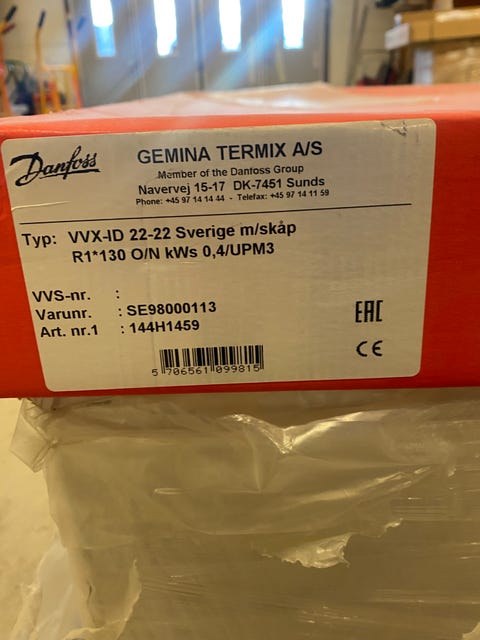 Danfoss
GEMINA TERMIX A/S
Member of the Danfoss Group
Navervej 15-17 DK-7451 Sunds
Phone: +45 97 14 14 44 - Telefax: +45 97 14 11 59
Typ: VVX-ID 22-22 Sverige m/skåp
R1*130 O/N kWs 0,4/UPM3
VVS-nr. :
Varunr. : SE98000113
Art. nr.1 : 144H1459
EAC
CE
5 706561 099815